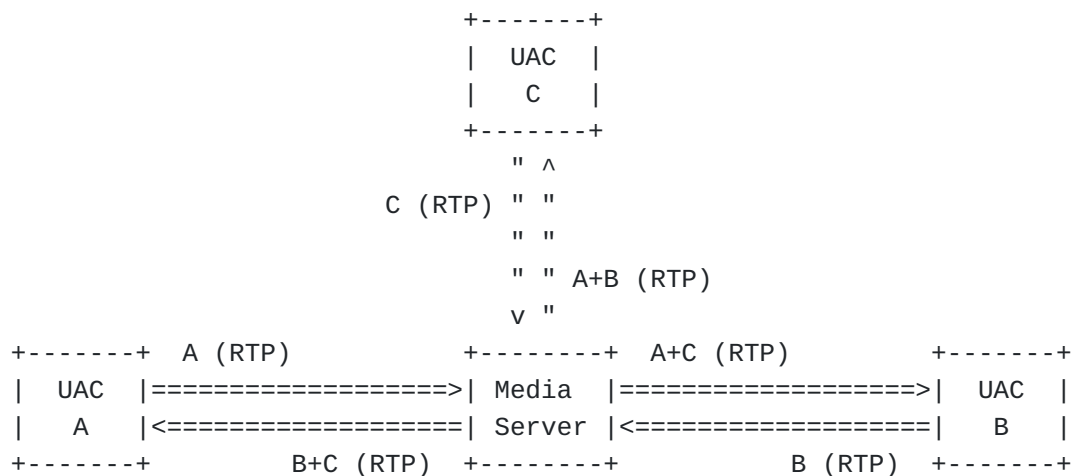 +-------+
                             |  UAC  |
                             |   C   |
                             +-------+
                                " ^
                        C (RTP) " "
                                " "
                                " " A+B (RTP)
                                v "
+-------+  A (RTP)           +--------+  A+C (RTP)         +-------+
|  UAC  |===================>| Media  |===================>|  UAC  |
|   A   |<===================| Server |<===================|   B   |
+-------+         B+C (RTP)  +--------+           B (RTP)  +-------+